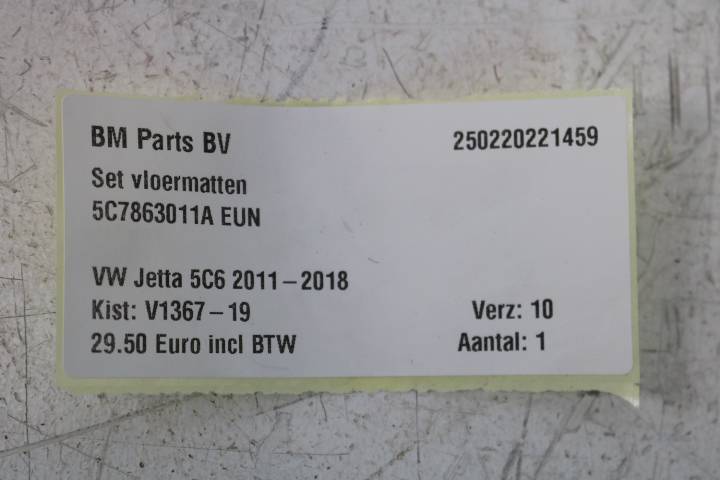 BM Parts BV 250220221459
Set vloermatten
5C7863011A EUN
VW Jetta 5C6 2011-2018
Kist: V1367-19 Verz: 10
29.50 Euro incl BTW Aantal: 1